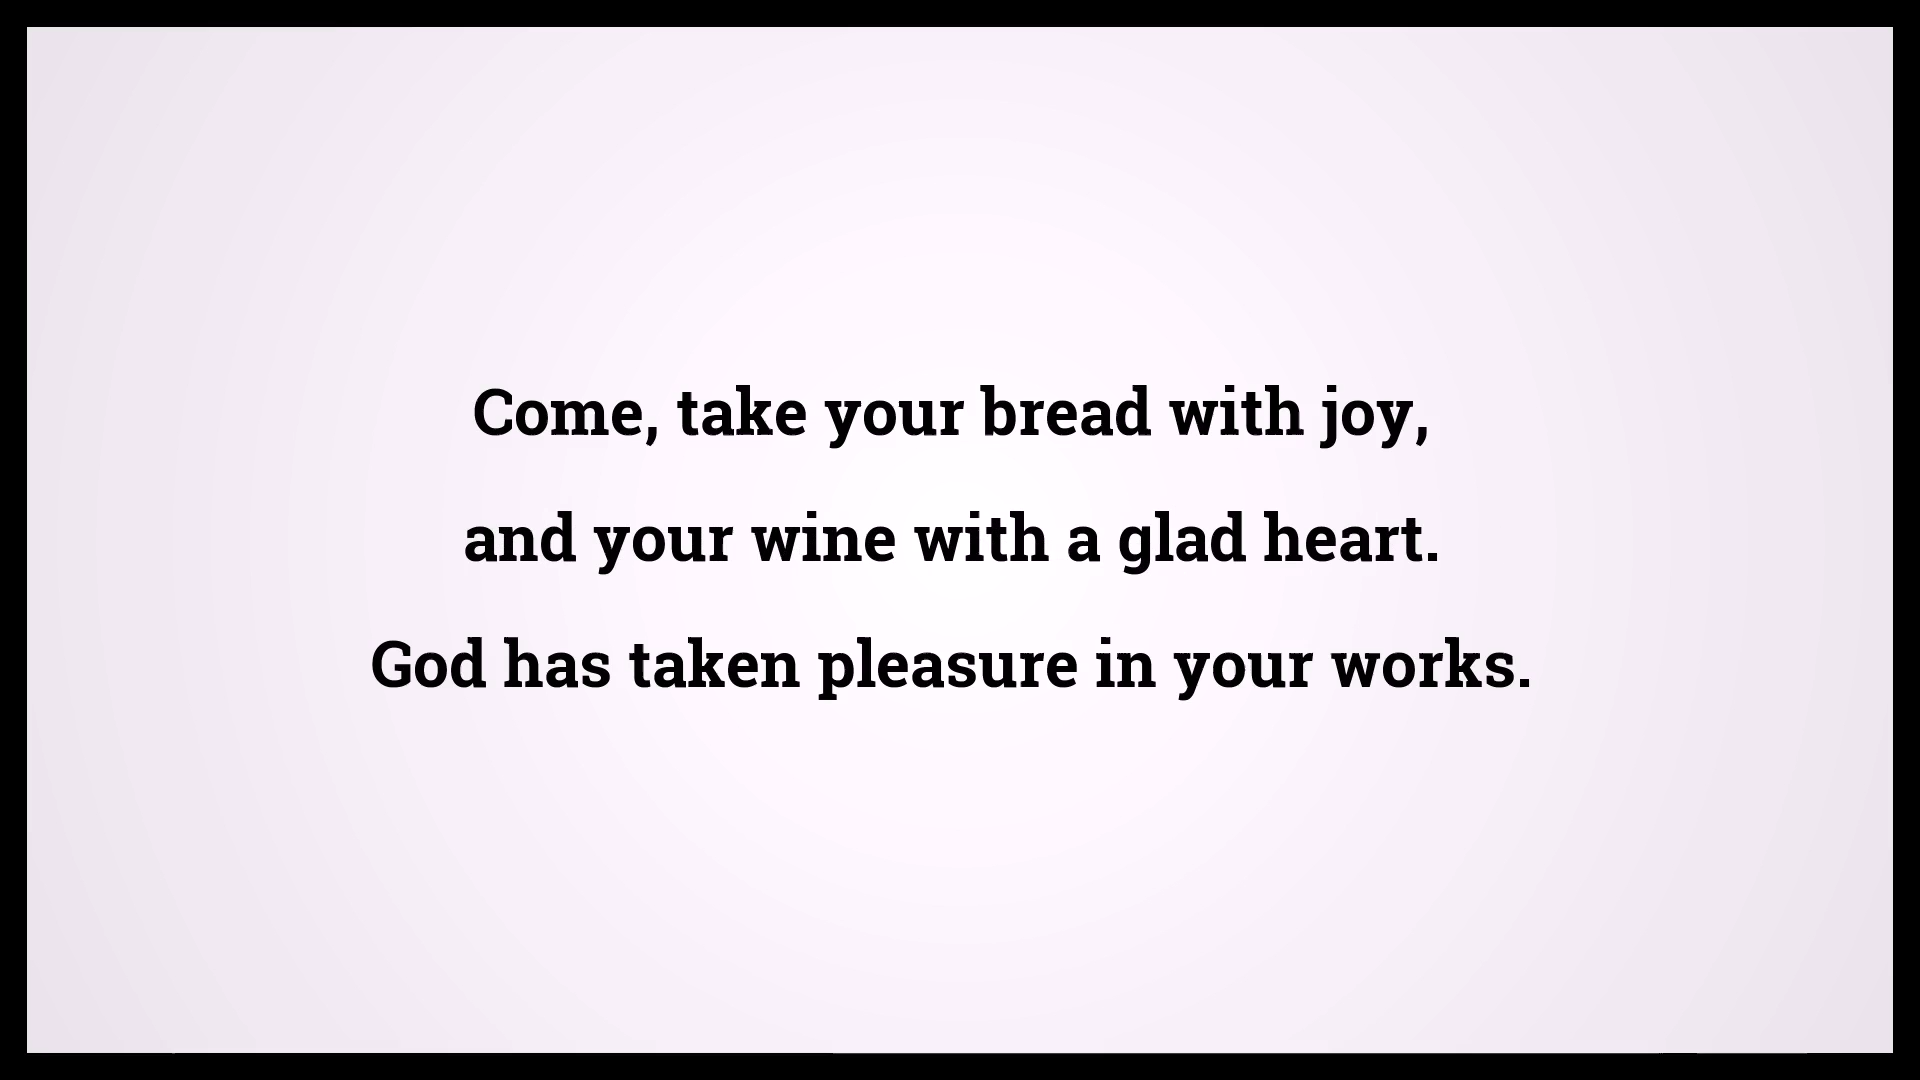 Come, take your bread with joy,
and your wine with a glad heart.
God has taken pleasure in your works.